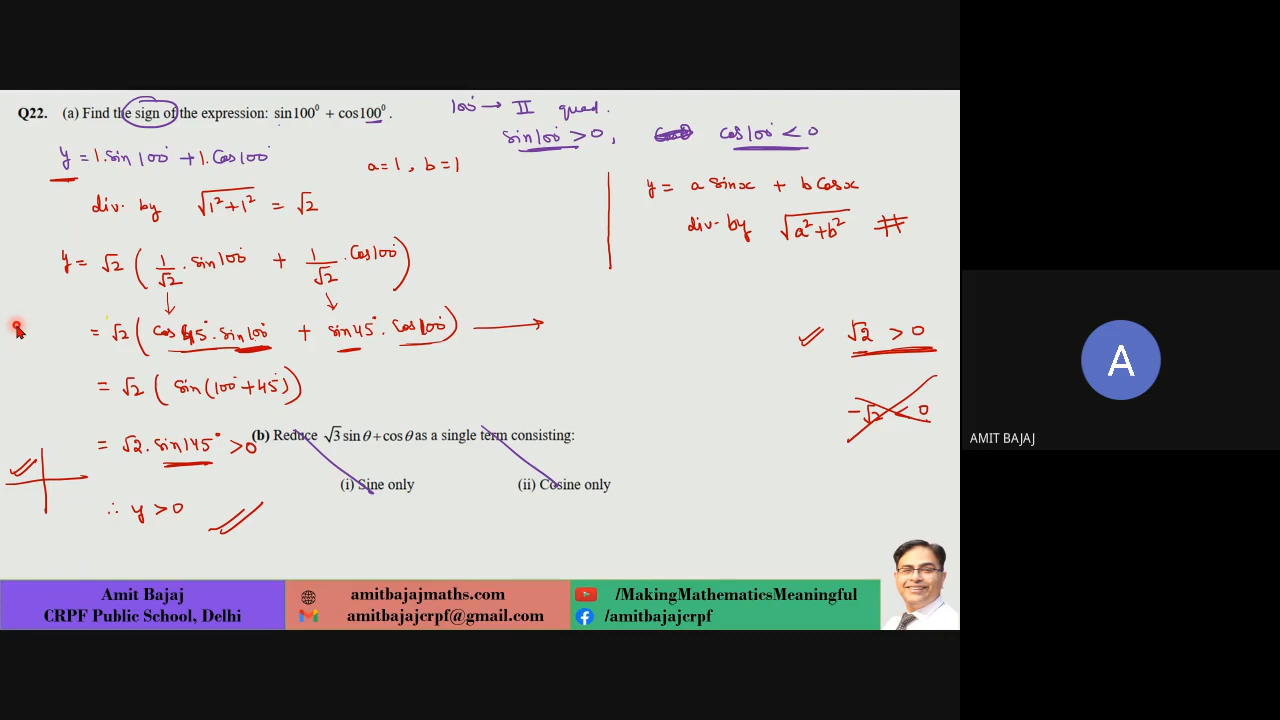 Q22. (a) Find the sign of the expression: sin100⁰ + cos100⁰.
100° → II quad.
sin100° > 0, cos100° < 0
y = 1.sin100° + 1.cos100°
a=1, b=1
div. by √(1²+1²) = √2
y = √2 ( 1/√2 . sin100° + 1/√2 . cos100° )
= √2 ( cos45° . sin100° + sin45° . cos100° ) →
= √2 ( sin(100°+45°) )
= √2 . sin145° > 0
∴ y > 0
y = a sinx + b cosx
div. by √(a²+b²) #
√2 > 0
-√2 < 0
(b) Reduce √3 sin θ + cos θ as a single term consisting:
(i) Sine only (ii) Cosine only
Amit Bajaj
CRPF Public School, Delhi
amitbajajmaths.com
amitbajajcrpf@gmail.com
/MakingMathematicsMeaningful
/amitbajajcrpf
A
AMIT BAJAJ